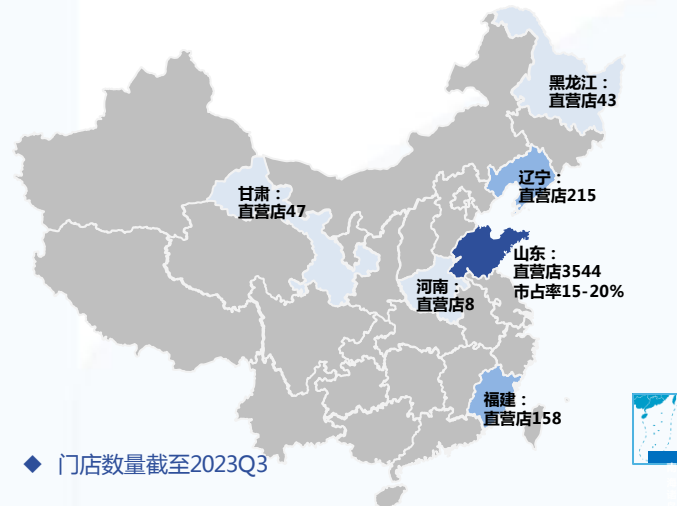 黑龙江：
直营店43
辽宁：
直营店215
甘肃：
直营店47
山东：
直营店3544
市占率15-20%
河南：
直营店8
福建：
直营店158
◆ 门店数量截至2023Q3